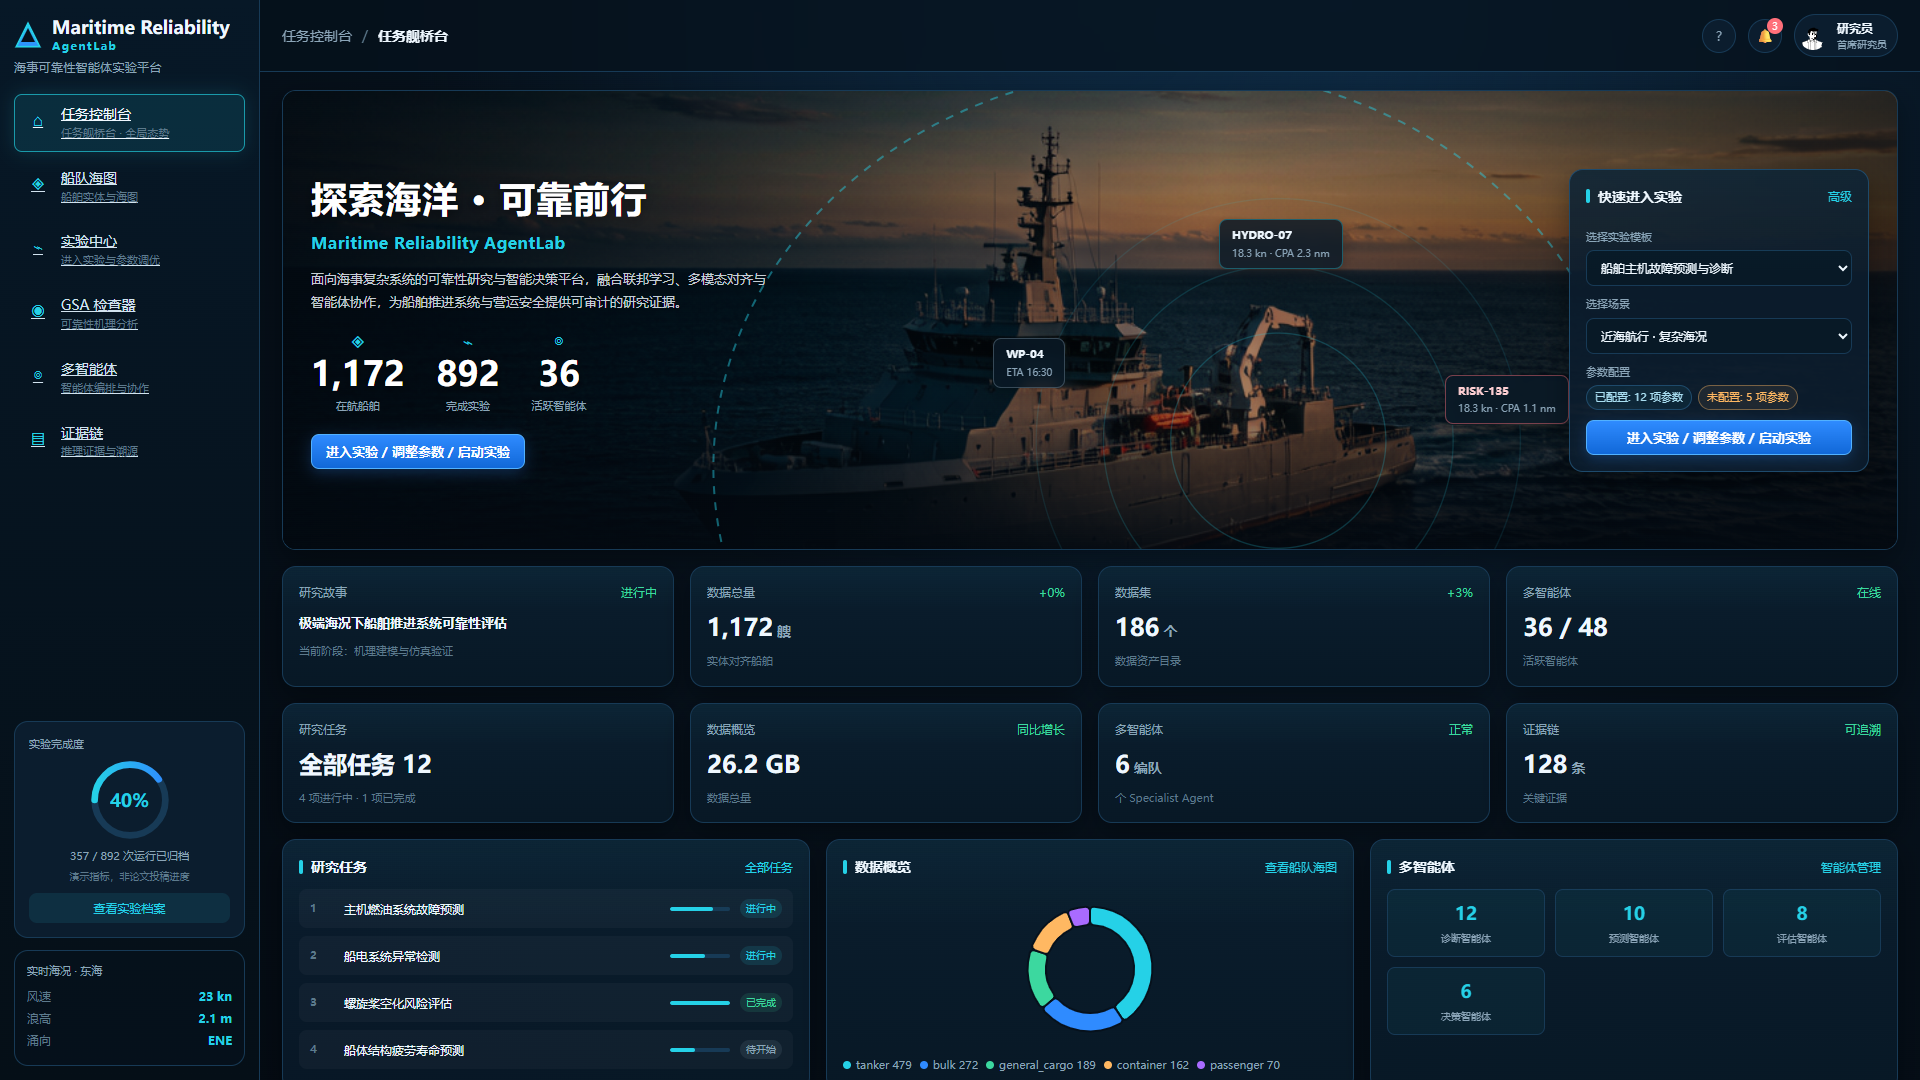 Maritime Reliability
AgentLab
海事可靠性智能体实验平台
任务控制台
任务舰桥台 · 全局态势
船队海图
船舶实体与海图
实验中心
进入实验与参数调优
GSA 检查器
可靠性机理分析
多智能体
智能体编排与协作
证据链
推理证据与溯源
实验完成度
40%
357 / 892 次运行已归档
演示指标，非论文投稿进度
查看实验档案
实时海况 · 东海
风速 23 kn
浪高 2.1 m
涌向 ENE
任务控制台 / 任务舰桥台
?
3
研究员
首席研究员
探索海洋 · 可靠前行
Maritime Reliability AgentLab
面向海事复杂系统的可靠性研究与智能决策平台，融合联邦学习、多模态对齐与
智能体协作，为船舶推进系统与营运安全提供可审计的研究证据。
1,172 892 36
在航船舶 完成实验 活跃智能体
进入实验 / 调整参数 / 启动实验
HYDRO-07
18.3 kn · CPA 2.3 nm
WP-04
ETA 16:30
RISK-135
18.3 kn · CPA 1.1 nm
快速进入实验 高级
选择实验模板
船舶主机故障预测与诊断
选择场景
近海航行 · 复杂海况
参数配置
已配置: 12 项参数 未配置: 5 项参数
进入实验 / 调整参数 / 启动实验
研究故事 进行中
极端海况下船舶推进系统可靠性评估
当前阶段：机理建模与仿真验证
数据总量 +0%
1,172 艘
实体对齐船舶
数据集 +3%
186 个
数据资产目录
多智能体 在线
36 / 48
活跃智能体
研究任务
全部任务 12
4 项进行中 · 1 项已完成
数据概览 同比增长
26.2 GB
数据总量
多智能体 正常
6 编队
个 Specialist Agent
证据链 可追溯
128 条
关键证据
研究任务 全部任务
1 主机燃油系统故障预测 进行中
2 船电系统异常检测 进行中
3 螺旋桨空化风险评估 已完成
4 船体结构疲劳寿命预测 待开始
数据概览 查看船队海图
tanker 479 bulk 272 general_cargo 189 container 162 passenger 70
多智能体 智能体管理
12 10 8
诊断智能体 预测智能体 评估智能体
6
决策智能体